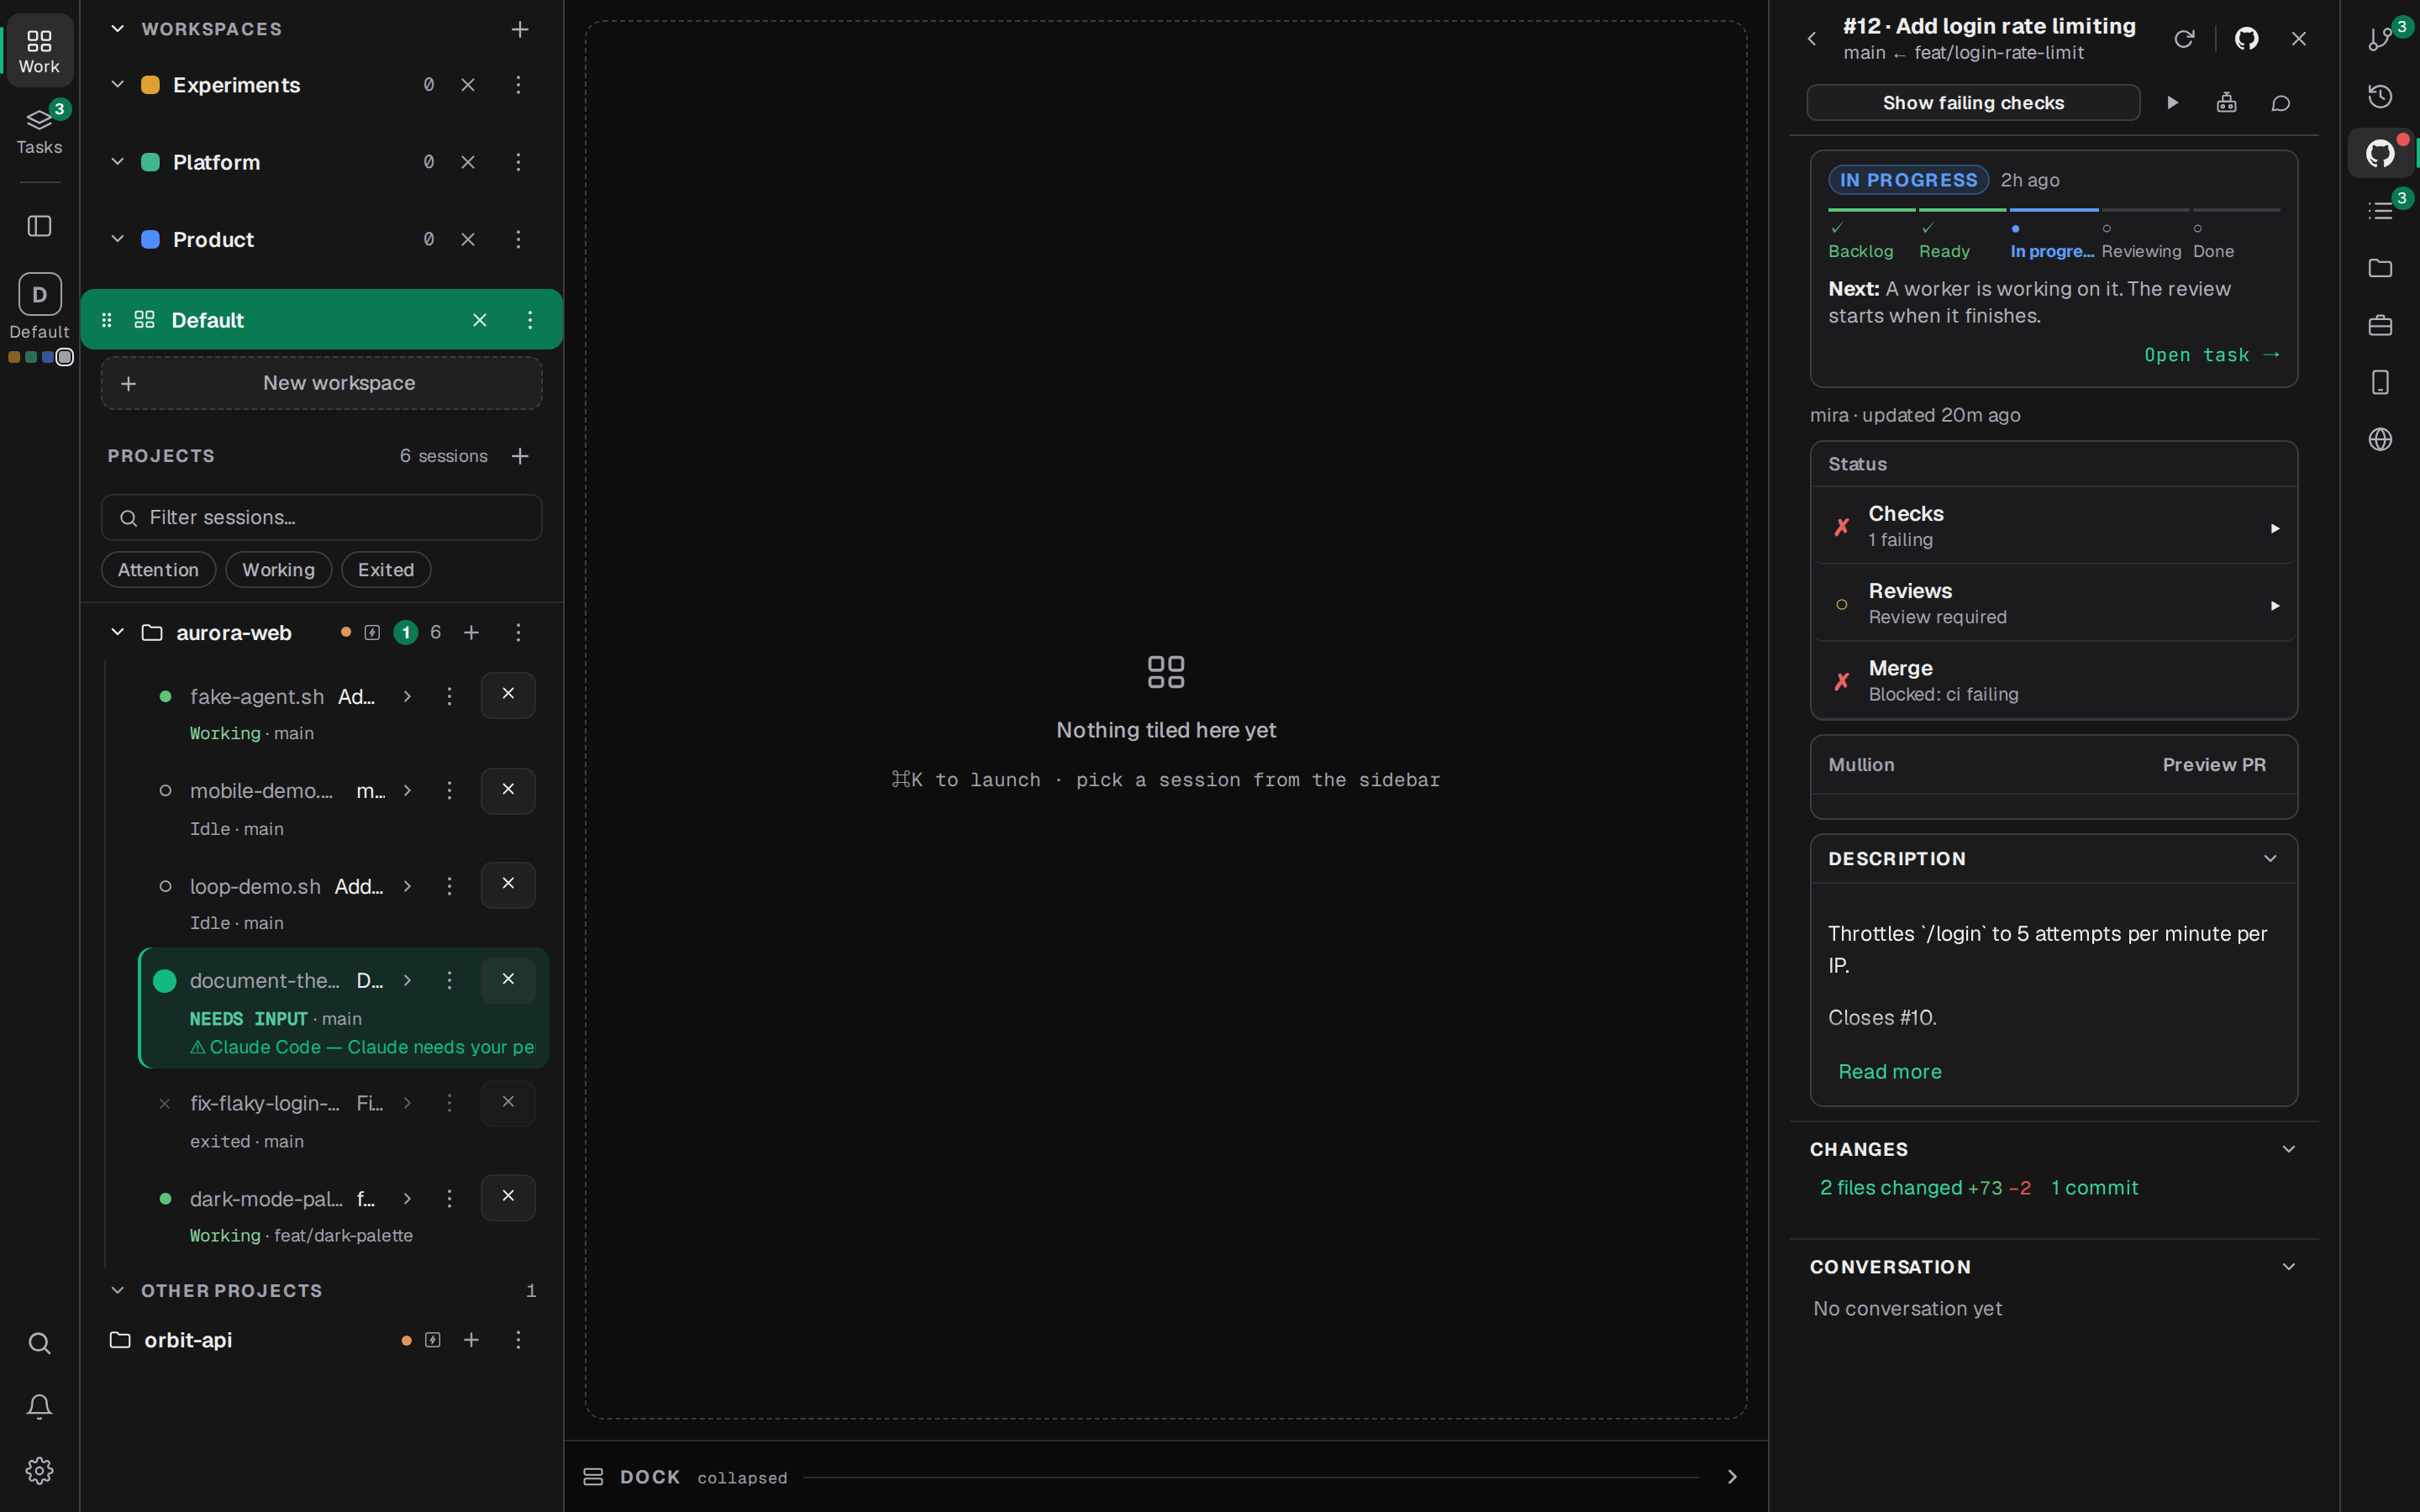 Work
3
Tasks
D
Default
WORKSPACES
Experiments 0
Platform 0
Product 0
Default
New workspace
PROJECTS 6 sessions
Filter sessions...
Attention Working Exited
aurora-web 1 6
fake-agent.sh Ad...
Working · main
mobile-demo.... m...
Idle · main
loop-demo.sh Add...
Idle · main
document-the... D...
NEEDS INPUT · main
⚠ Claude Code — Claude needs your pe
fix-flaky-login-... Fi...
exited · main
dark-mode-pal... f...
Working · feat/dark-palette
OTHER PROJECTS 1
orbit-api
Nothing tiled here yet
⌘K to launch · pick a session from the sidebar
DOCK collapsed
#12 · Add login rate limiting
main ← feat/login-rate-limit
Show failing checks
IN PROGRESS 2h ago
✓ ✓
Backlog Ready In progre... Reviewing Done
Next: A worker is working on it. The review
starts when it finishes.
Open task →
mira · updated 20m ago
Status
Checks
1 failing
Reviews
Review required
Merge
Blocked: ci failing
Mullion Preview PR
DESCRIPTION
Throttles `/login` to 5 attempts per minute per
IP.
Closes #10.
Read more
CHANGES
2 files changed +73 −2 1 commit
CONVERSATION
No conversation yet
3
3